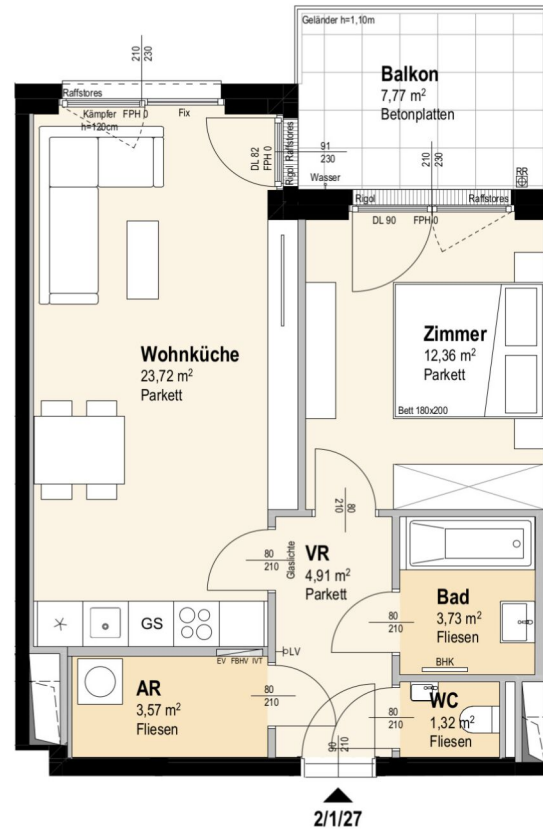 Geländer h=1,10m
Balkon
7,77 m²
Betonplatten
210
230
Raffstores
Kämpfer FPH 0 Fix
h=120cm
DL 82
FPH 0
Rigol Raffstores
91
230
210
230
Wasser
Rigol Raffstores
DL 90 FPH 0
Wohnküche
23,72 m²
Parkett
Zimmer
12,36 m²
Parkett
Bett 180x200
80
210
VR
4,91 m²
Parkett
Glaslichte
80
210
GS
Bad
3,73 m²
Fliesen
80
210
BHK
EV FBHV IVT
LV
AR
3,57 m²
Fliesen
80
210
WC
1,32 m²
Fliesen
80
210
90
210
2/1/27